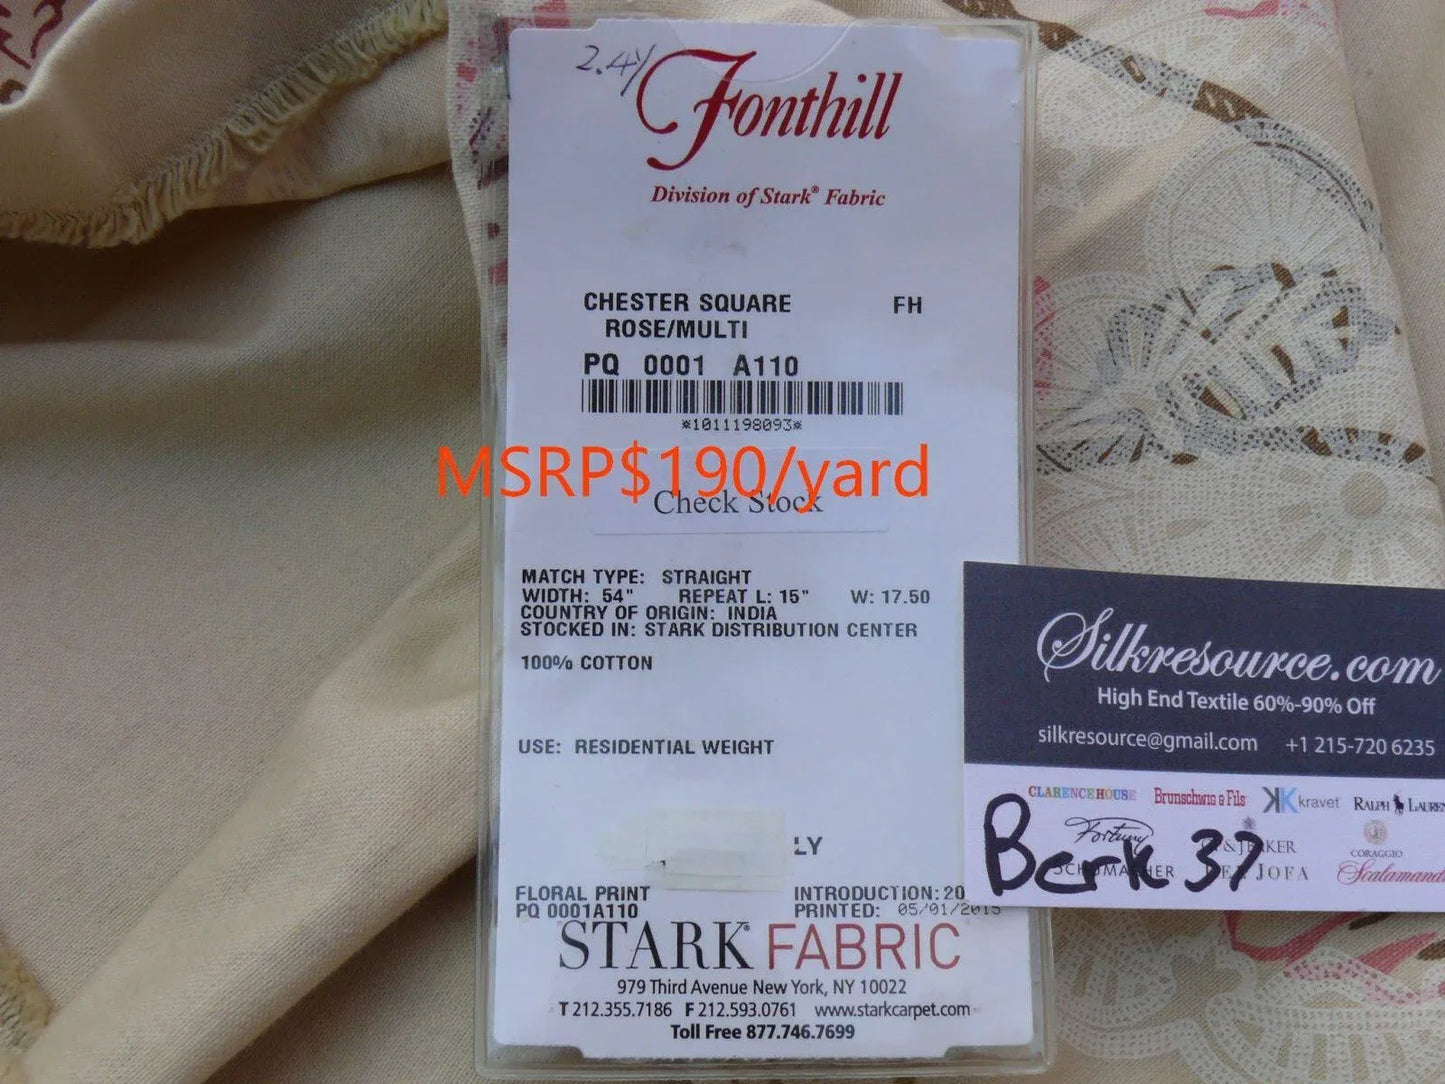 2.4y
Fonthill
Division of Stark® Fabric
CHESTER SQUARE FH
ROSE/MULTI
PQ 0001 A110
*1011198093*
MSRP$190/yard
Check Stock
MATCH TYPE: STRAIGHT
WIDTH: 54" REPEAT L: 15" W: 17.50
COUNTRY OF ORIGIN: INDIA
STOCKED IN: STARK DISTRIBUTION CENTER
100% COTTON
USE: RESIDENTIAL WEIGHT
LY
FLORAL PRINT INTRODUCTION: 20
PQ 0001A110 PRINTED: 05/01/2015
STARK® FABRIC
979 Third Avenue New York, NY 10022
T 212.355.7186 F 212.593.0761 www.starkcarpet.com
Toll Free 877.746.7699
Silkresource.com
High End Textile 60%-90% Off
silkresource@gmail.com +1 215-720 6235
CLARENCE HOUSE Brunschwig & Fils kravet RALPH LAUREN
Fortuny
SCHUMACHER JOFA CORAGGIO Scalamand
Berk 37